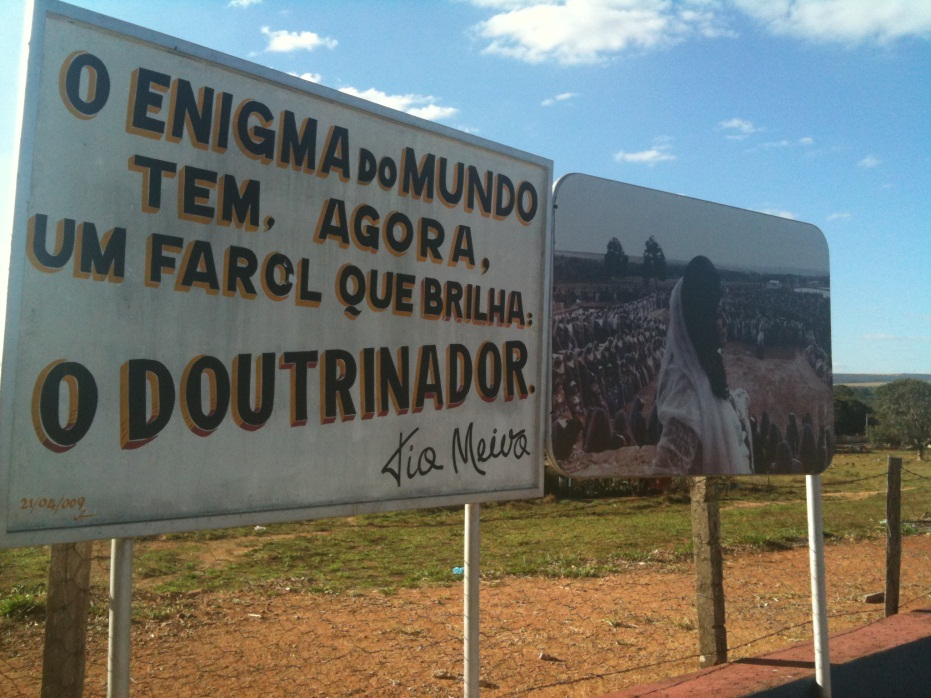 O ENIGMA DO MUNDO
TEM, AGORA,
UM FAROL QUE BRILHA:
O DOUTRINADOR.
Tia Neiva
21/04/009